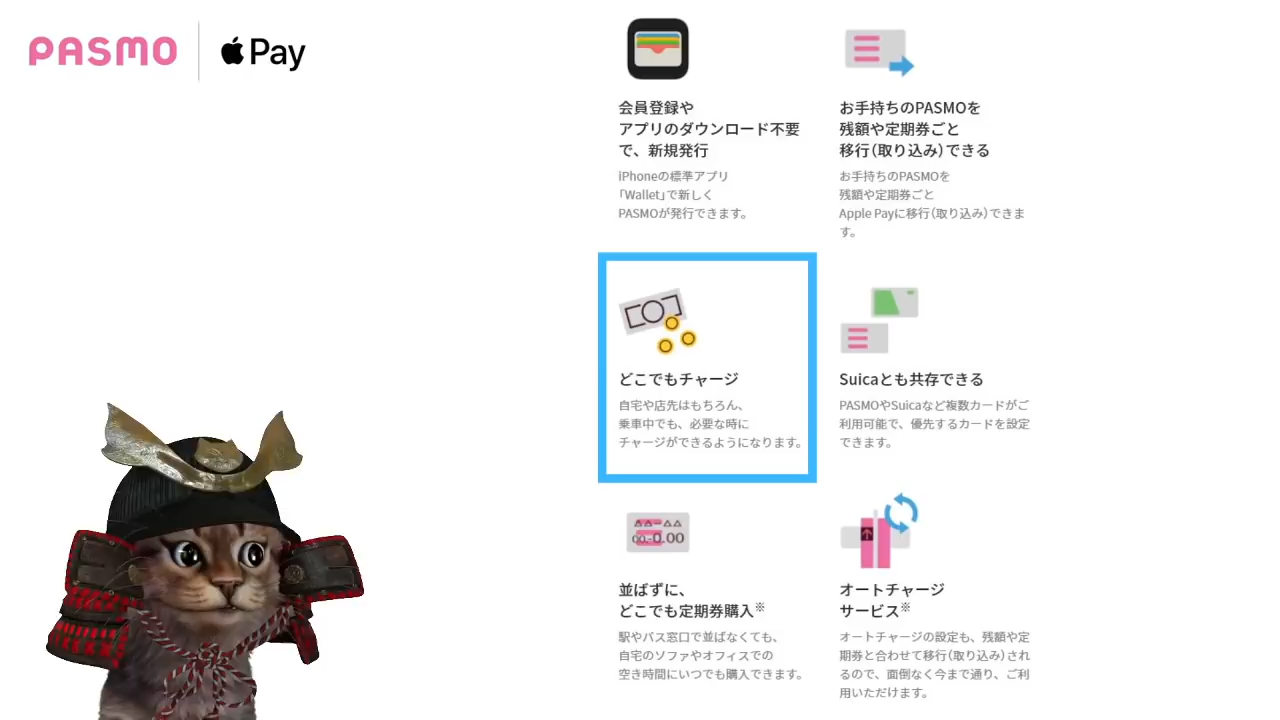 PASMO
Pay
会員登録や
アプリのダウンロード不要
で、新規発行
iPhoneの標準アプリ
「Wallet」で新しく
PASMOが発行できます。
お手持ちのPASMOを
残額や定期券ごと
移行(取り込み)できる
お手持ちのPASMOを
残額や定期券ごと
Apple Payに移行(取り込み)できま
す。
どこでもチャージ
自宅や店先はもちろん、
乗車中でも、必要な時に
チャージができるようになります。
Suicaとも共存できる
PASMOやSuicaなど複数カードがご
利用可能で、優先するカードを設定
できます。
△△-△△
00.-0.00
並ばずに、
どこでも定期券購入※
駅やバス窓口で並ばなくても、
自宅のソファやオフィスでの
空き時間にいつでも購入できます。
オートチャージ
サービス※
オートチャージの設定も、残額や定
期券と合わせて移行(取り込み)され
るので、面倒なく今まで通り、ご利
用いただけます。